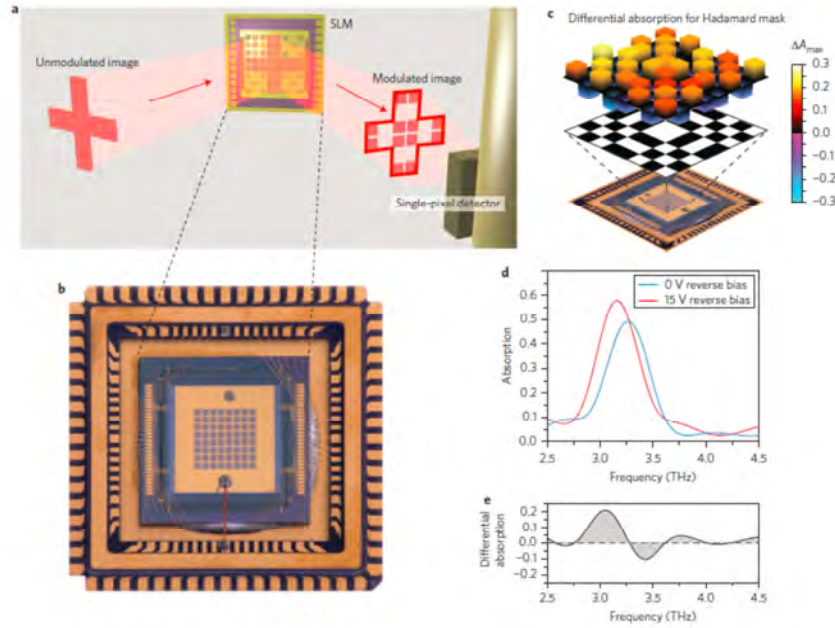 a
SLM
Unmodulated image
Modulated image
Single-pixel detector
b
c
Differential absorption for Hadamard mask
ΔAmax
0.3
0.2
0.1
0.0
−0.1
−0.2
−0.3
d
0 V reverse bias
15 V reverse bias
0.6
0.5
0.4
0.3
0.2
0.1
0.0
Absorption
2.5 3.0 3.5 4.0 4.5
Frequency (THz)
e
0.2
0.1
0.0
−0.1
−0.2
Differential
absorption
2.5 3.0 3.5 4.0 4.5
Frequency (THz)